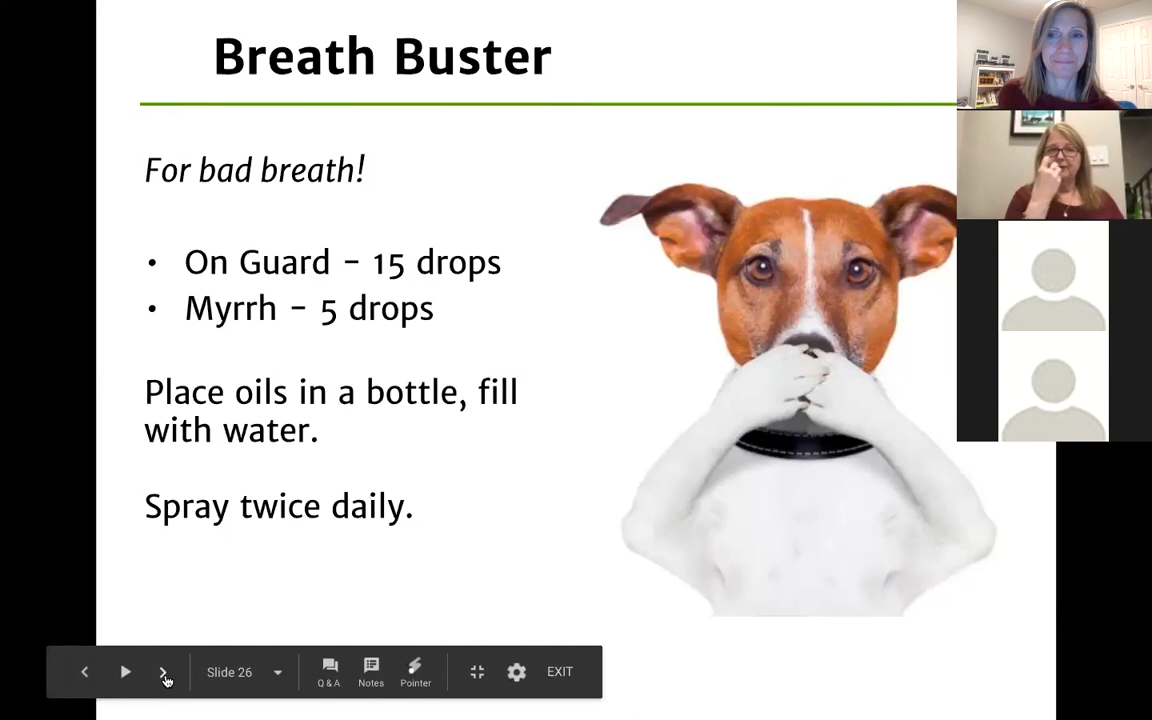 Breath Buster
For bad breath!
• On Guard - 15 drops
• Myrrh - 5 drops
Place oils in a bottle, fill
with water.
Spray twice daily.
Slide 26
Q & A
Notes
Pointer
EXIT